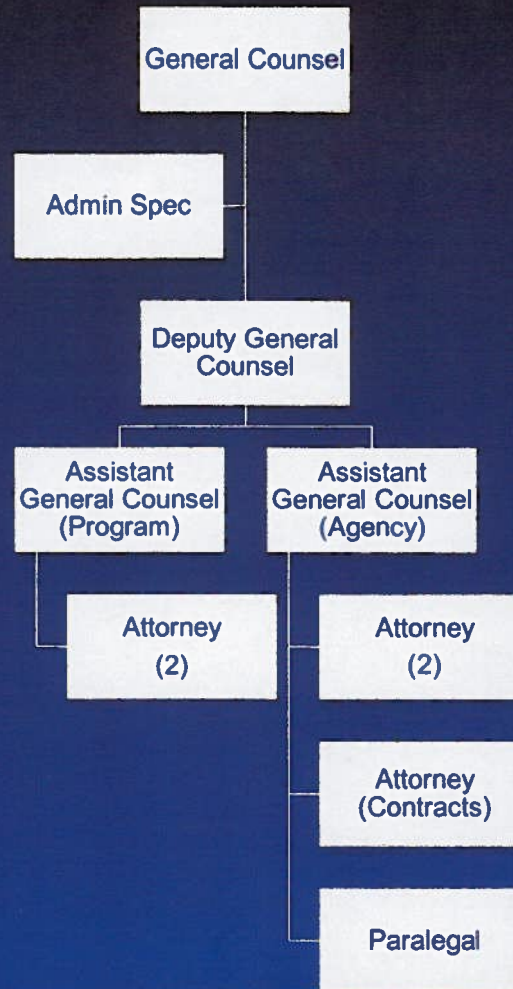 General Counsel
Admin Spec
Deputy General
Counsel
Assistant
General Counsel
(Program)
Assistant
General Counsel
(Agency)
Attorney
(2)
Attorney
(2)
Attorney
(Contracts)
Paralegal